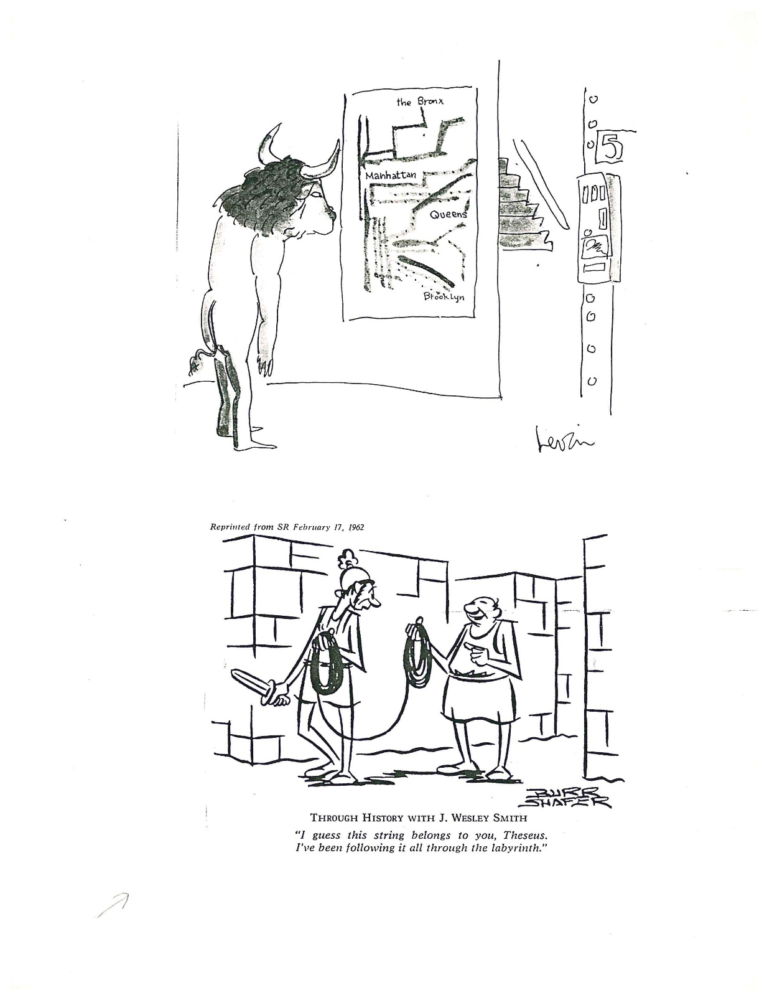 the Bronx
5
Manhattan
Queens
Brooklyn
Levin
Reprinted from SR February 17, 1962
BURR
SHAFER
THROUGH HISTORY WITH J. WESLEY SMITH
"I guess this string belongs to you, Theseus.
I've been following it all through the labyrinth."